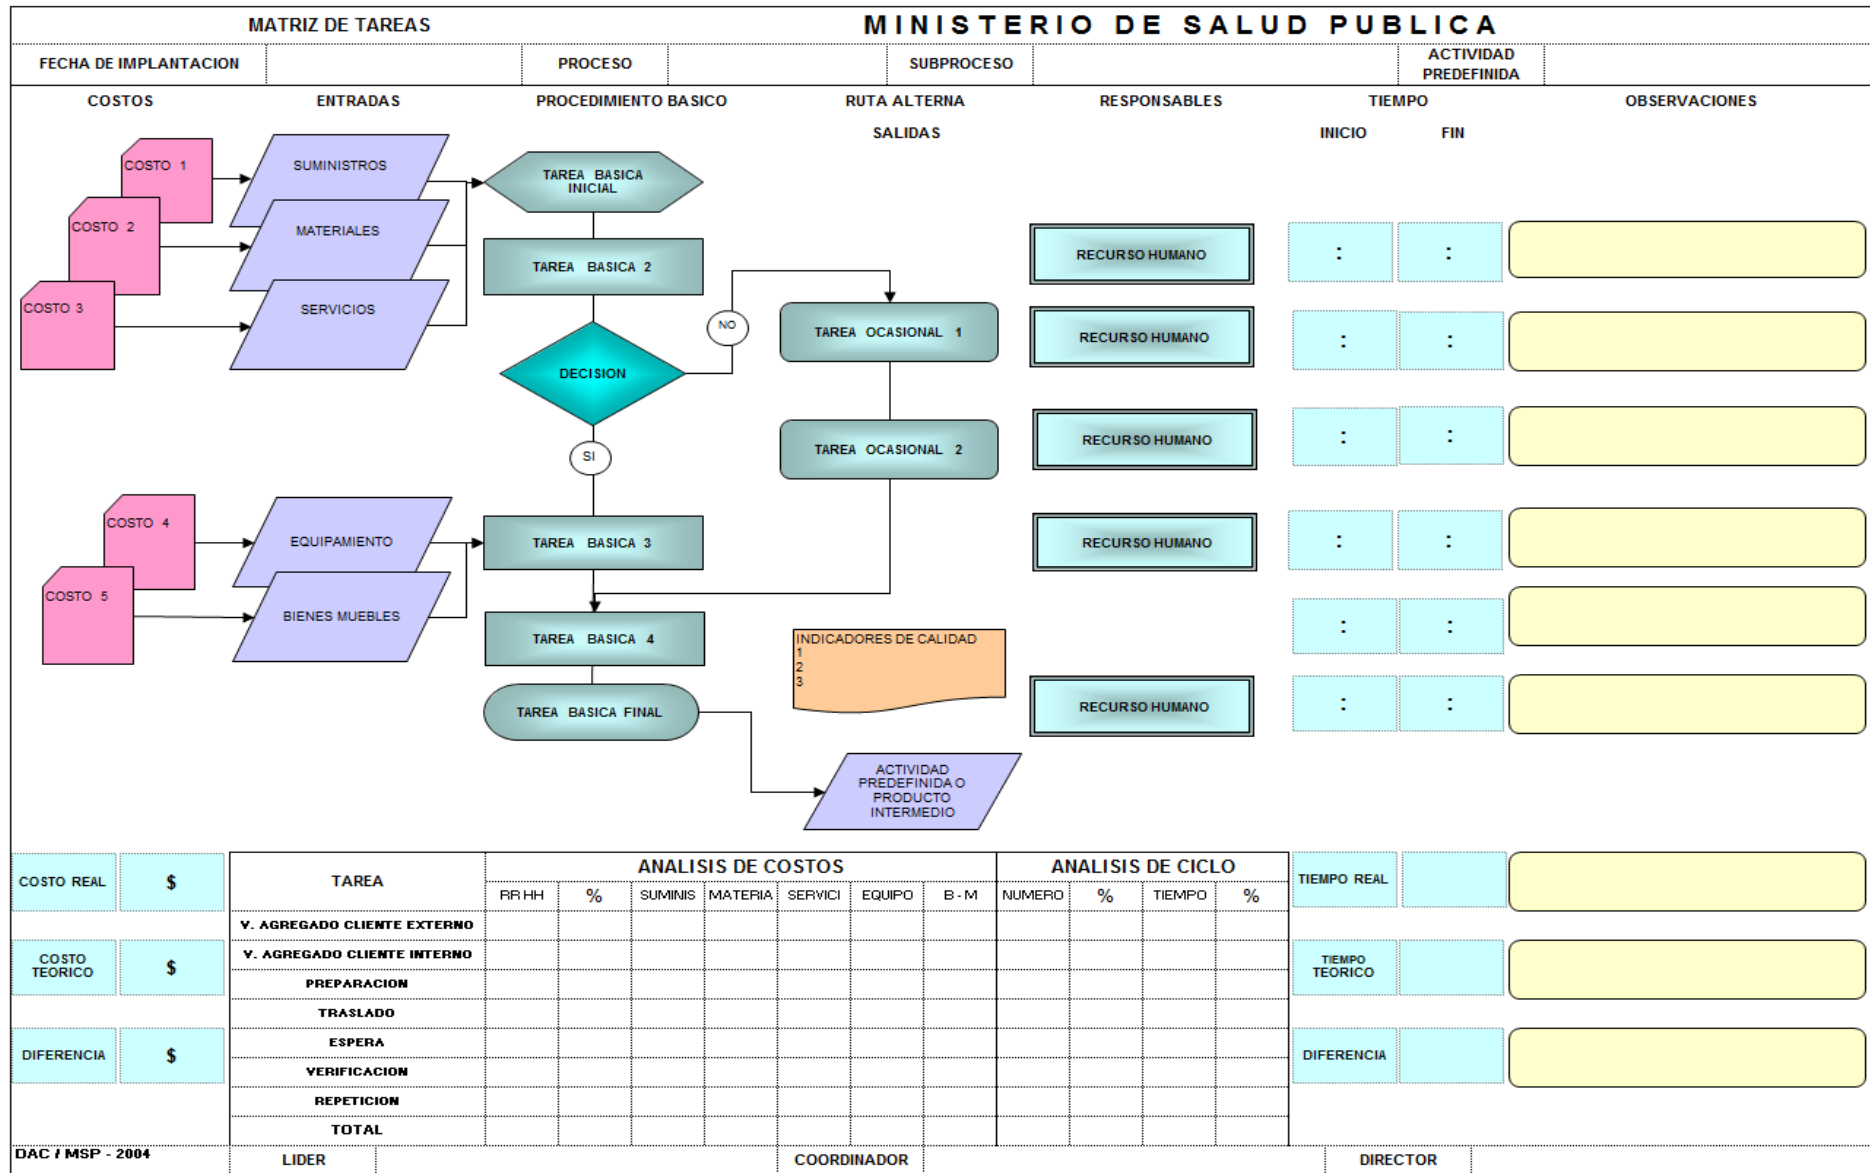 MATRIZ DE TAREAS
MINISTERIO DE SALUD PUBLICA
FECHA DE IMPLANTACION
PROCESO
SUBPROCESO
ACTIVIDAD
PREDEFINIDA
COSTOS
ENTRADAS
PROCEDIMIENTO BASICO
RUTA ALTERNA
RESPONSABLES
TIEMPO
OBSERVACIONES
SALIDAS
INICIO
FIN
COSTO 1
SUMINISTROS
TAREA BASICA
INICIAL
COSTO 2
MATERIALES
TAREA BASICA 2
RECURSO HUMANO
:
:
COSTO 3
SERVICIOS
NO
TAREA OCASIONAL 1
RECURSO HUMANO
:
:
DECISION
SI
TAREA OCASIONAL 2
RECURSO HUMANO
:
:
COSTO 4
EQUIPAMIENTO
TAREA BASICA 3
RECURSO HUMANO
:
:
COSTO 5
BIENES MUEBLES
TAREA BASICA 4
INDICADORES DE CALIDAD
1
2
3
:
:
TAREA BASICA FINAL
RECURSO HUMANO
:
:
ACTIVIDAD
PREDEFINIDA O
PRODUCTO
INTERMEDIO
COSTO REAL
$
TAREA
ANALISIS DE COSTOS
ANALISIS DE CICLO
TIEMPO REAL
RR HH
%
SUMINIS
MATERIA
SERVICI
EQUIPO
B - M
NUMERO
%
TIEMPO
%
V. AGREGADO CLIENTE EXTERNO
V. AGREGADO CLIENTE INTERNO
COSTO
TEORICO
$
TIEMPO
TEORICO
PREPARACION
TRASLADO
ESPERA
DIFERENCIA
$
DIFERENCIA
VERIFICACION
REPETICION
TOTAL
DAC / MSP - 2004
LIDER
COORDINADOR
DIRECTOR